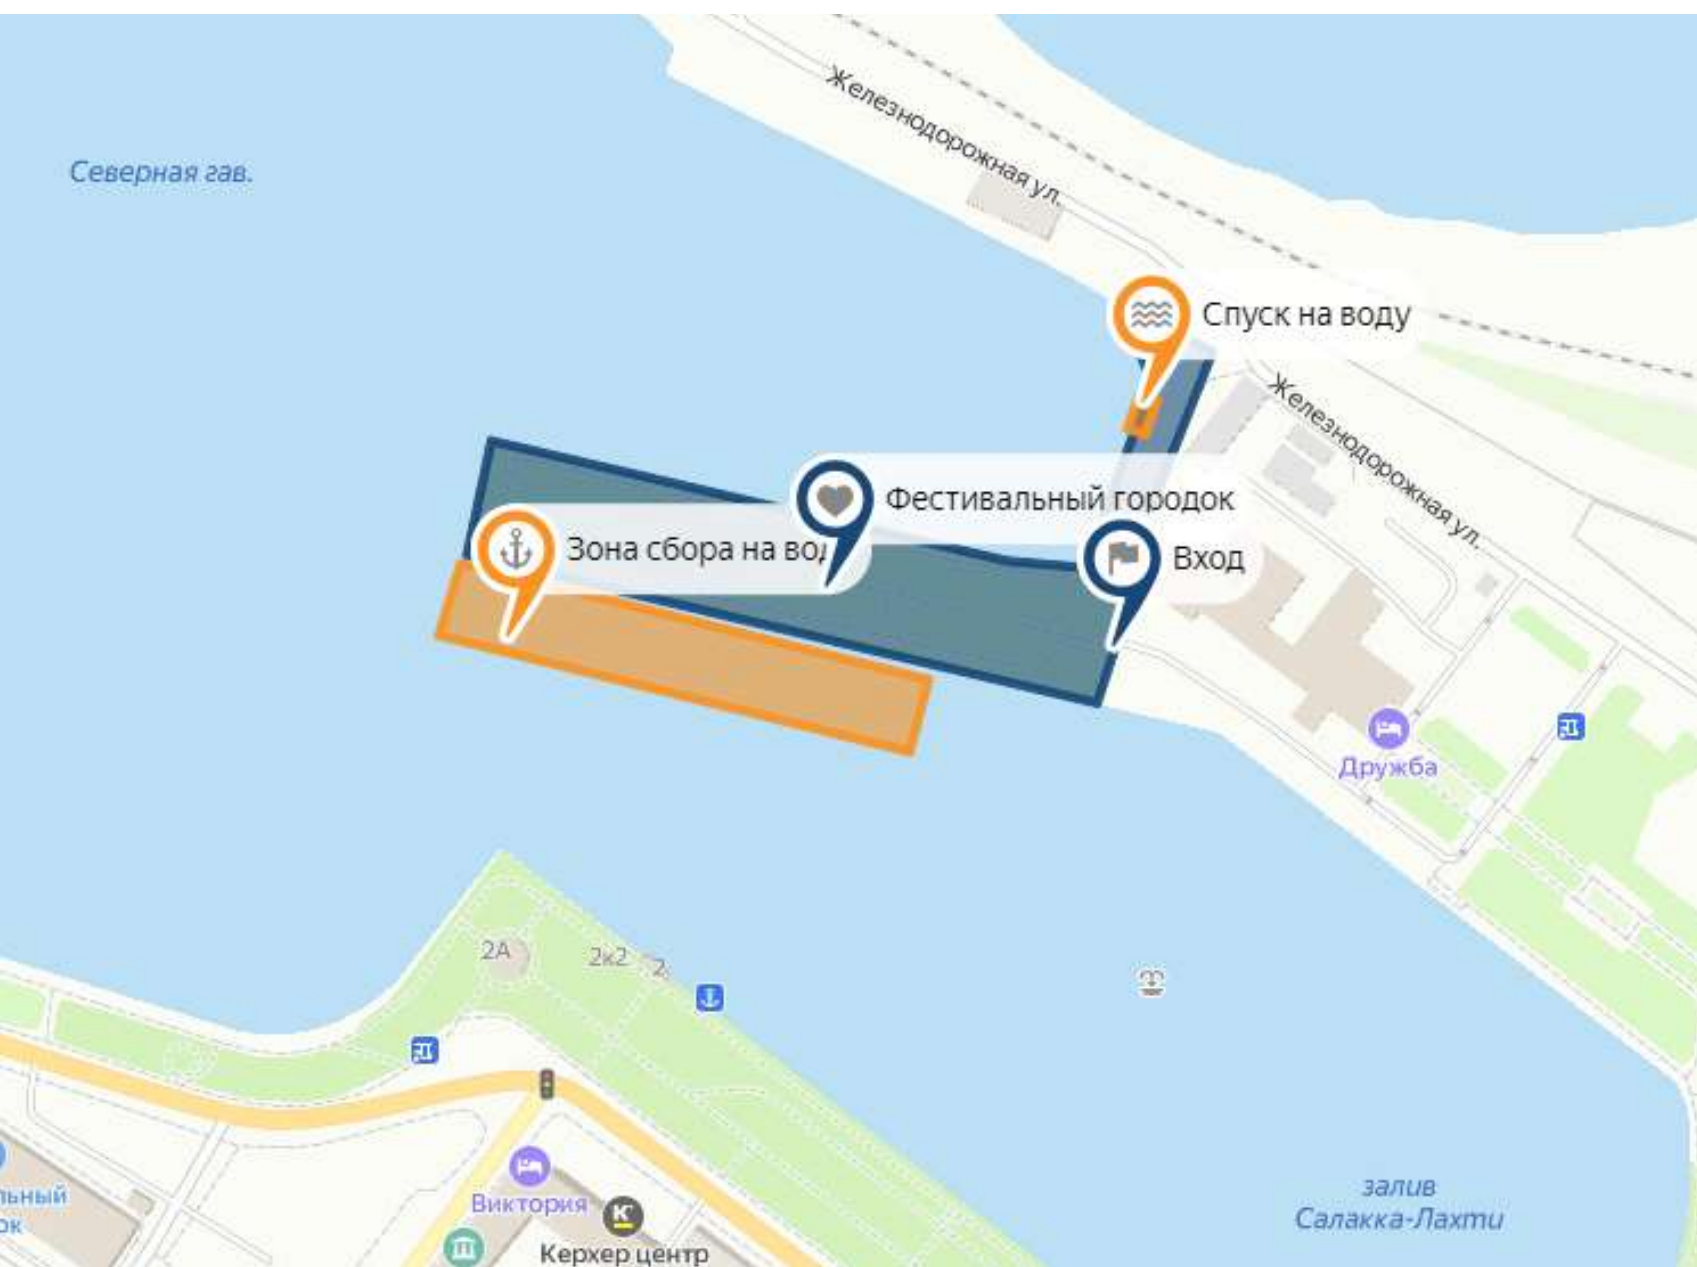 Железнодорожная ул.
Северная гав.
Спуск на воду
Железнодорожная ул.
Фестивальный городок
Зона сбора на
Вход
Дружба
2А
2к2
2
Виктория
залив
Салакка-Лахти
Керхер центр